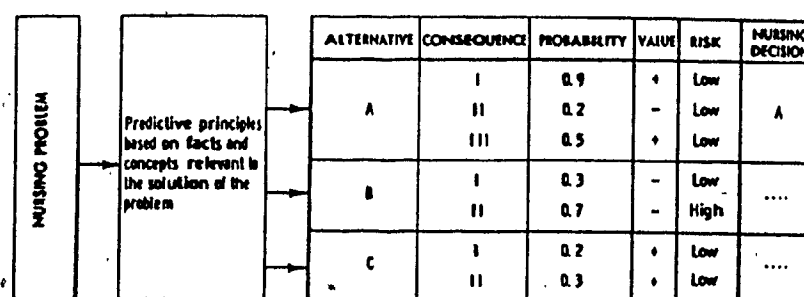 NURSING PROBLEM
Predictive principles
based on facts and
concepts relevant to
the solution of the
problem
ALTERNATIVE CONSEQUENCE PROBABILITY VALUE RISK NURSING DECISION
A
I 0.9 + Low
II 0.2 - Low A
III 0.5 + Low
B
I 0.3 - Low
II 0.7 - High ....
C
I 0.2 + Low
II 0.3 + Low ....